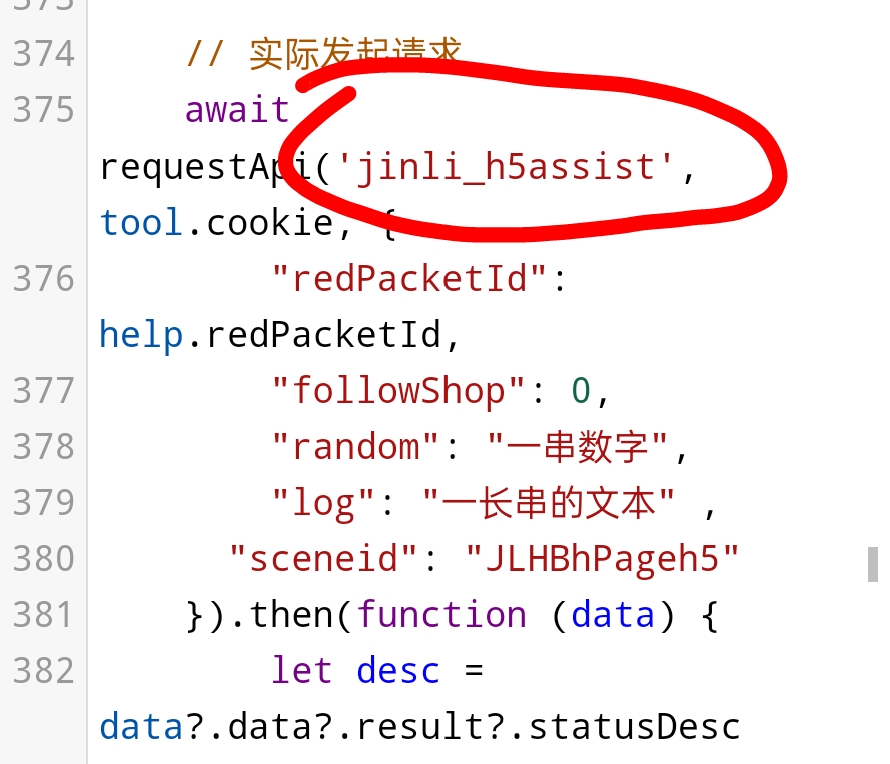 373
374 // 实际发起请求
375 await
requestApi('jinli_h5assist',
tool.cookie, {
376 "redPacketId":
help.redPacketId,
377 "followShop": 0,
378 "random": "一串数字",
379 "log": "一长串的文本" ,
380 "sceneid": "JLHBhPageh5"
381 }).then(function (data) {
382 let desc =
data?.data?.result?.statusDesc